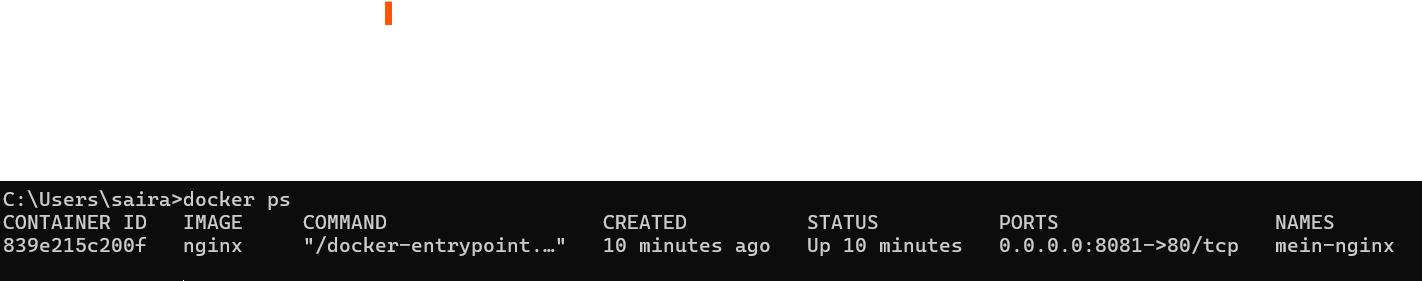 C:\Users\saira>docker ps
CONTAINER ID   IMAGE     COMMAND                  CREATED          STATUS          PORTS                  NAMES
839e215c200f   nginx     "/docker-entrypoint.…"   10 minutes ago   Up 10 minutes   0.0.0.0:8081->80/tcp   mein-nginx